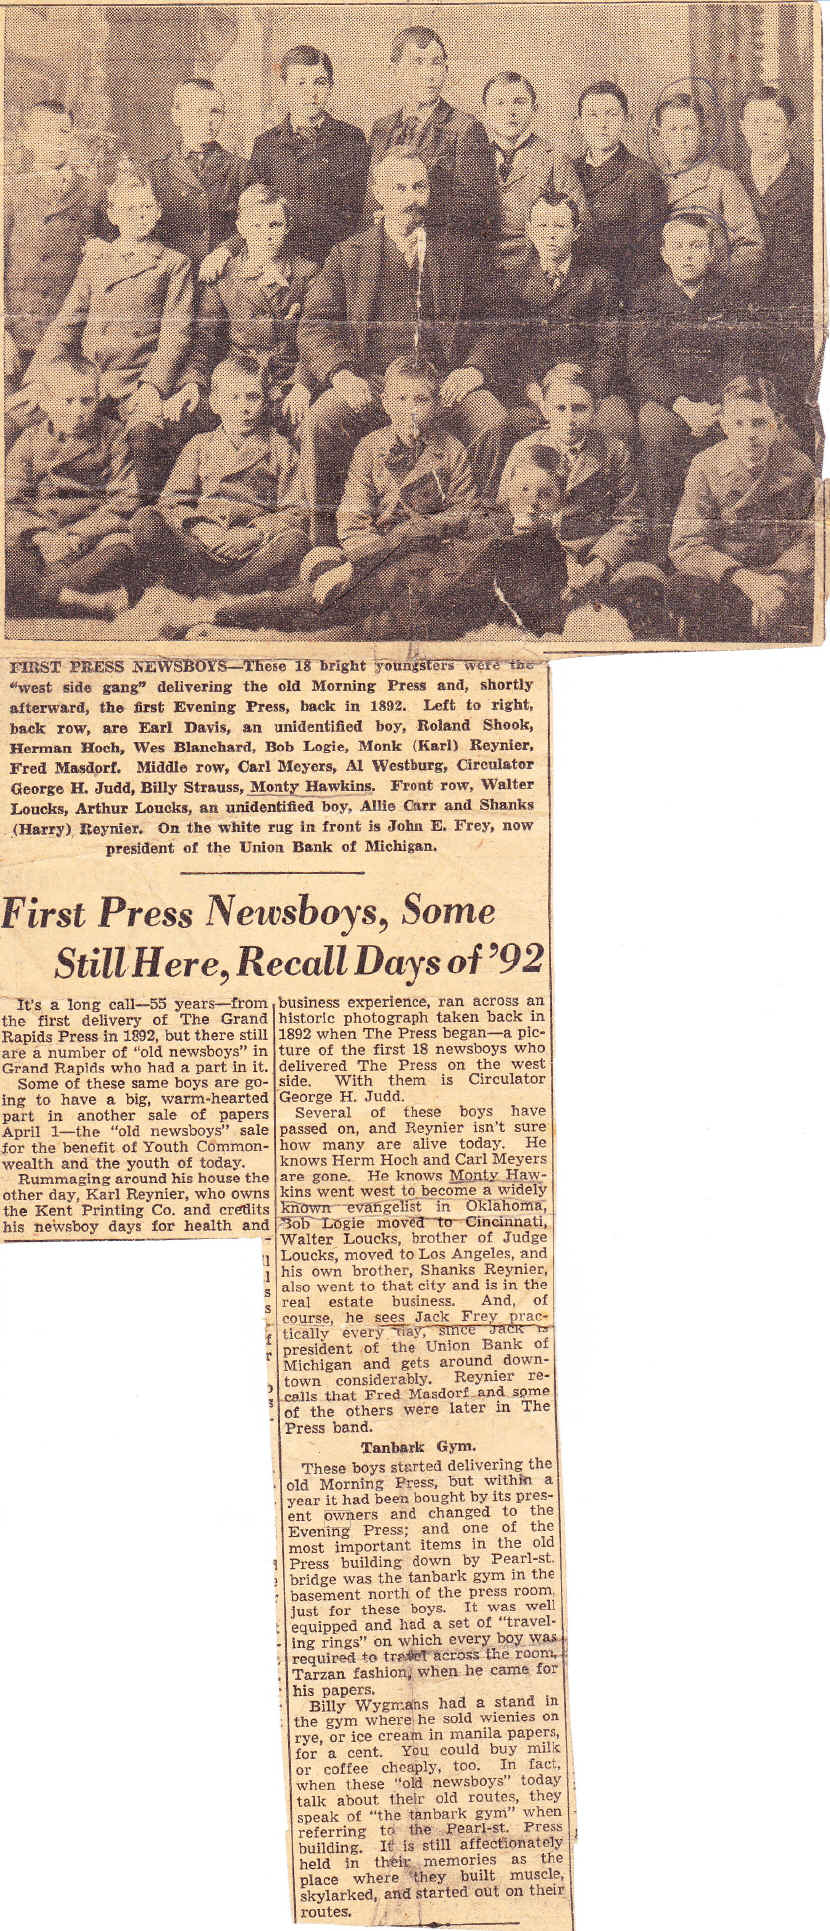 FIRST PRESS NEWSBOYS—These 18 bright youngsters were the
"west side gang" delivering the old Morning Press and, shortly
afterward, the first Evening Press, back in 1892. Left to right,
back row, are Earl Davis, an unidentified boy, Roland Shook,
Herman Hoch, Wes Blanchard, Bob Logie, Monk (Karl) Reynier,
Fred Masdorf. Middle row, Carl Meyers, Al Westburg, Circulator
George H. Judd, Billy Strauss, Monty Hawkins. Front row, Walter
Loucks, Arthur Loucks, an unidentified boy, Allie Carr and Shanks
(Harry) Reynier. On the white rug in front is John E. Frey, now
president of the Union Bank of Michigan.
First Press Newsboys, Some
Still Here, Recall Days of '92
It's a long call—55 years—from
the first delivery of The Grand
Rapids Press in 1892, but there still
are a number of "old newsboys" in
Grand Rapids who had a part in it.
Some of these same boys are go-
ing to have a big, warm-hearted
part in another sale of papers
April 1—the "old newsboys" sale
for the benefit of Youth Common-
wealth and the youth of today.
Rummaging around his house the
other day, Karl Reynier, who owns
the Kent Printing Co. and credits
his newsboy days for health and
business experience, ran across an
historic photograph taken back in
1892 when The Press began—a pic-
ture of the first 18 newsboys who
delivered The Press on the west
side. With them is Circulator
George H. Judd.
Several of these boys have
passed on, and Reynier isn't sure
how many are alive today. He
knows Herm Hoch and Carl Meyers
are gone. He knows Monty Haw-
kins went west to become a widely
known evangelist in Oklahoma,
Bob Logie moved to Cincinnati,
Walter Loucks, brother of Judge
Loucks, moved to Los Angeles, and
his own brother, Shanks Reynier,
also went to that city and is in the
real estate business. And, of
course, he sees Jack Frey prac-
tically every day, since Jack is
president of the Union Bank of
Michigan and gets around down-
town considerably. Reynier re-
calls that Fred Masdorf and some
of the others were later in The
Press band.
Tanbark Gym.
These boys started delivering the
old Morning Press, but within a
year it had been bought by its pres-
ent owners and changed to the
Evening Press; and one of the
most important items in the old
Press building down by Pearl-st.
bridge was the tanbark gym in the
basement north of the press room,
just for these boys. It was well
equipped and had a set of "travel-
ing rings" on which every boy was
required to travel across the room,
Tarzan fashion, when he came for
his papers.
Billy Wygmans had a stand in
the gym where he sold wienies on
rye, or ice cream in manila papers,
for a cent. You could buy milk
or coffee cheaply, too. In fact,
when these "old newsboys" today
talk about their old routes, they
speak of "the tanbark gym" when
referring to the Pearl-st. Press
building. It is still affectionately
held in their memories as the
place where they built muscle,
skylarked, and started out on their
routes.